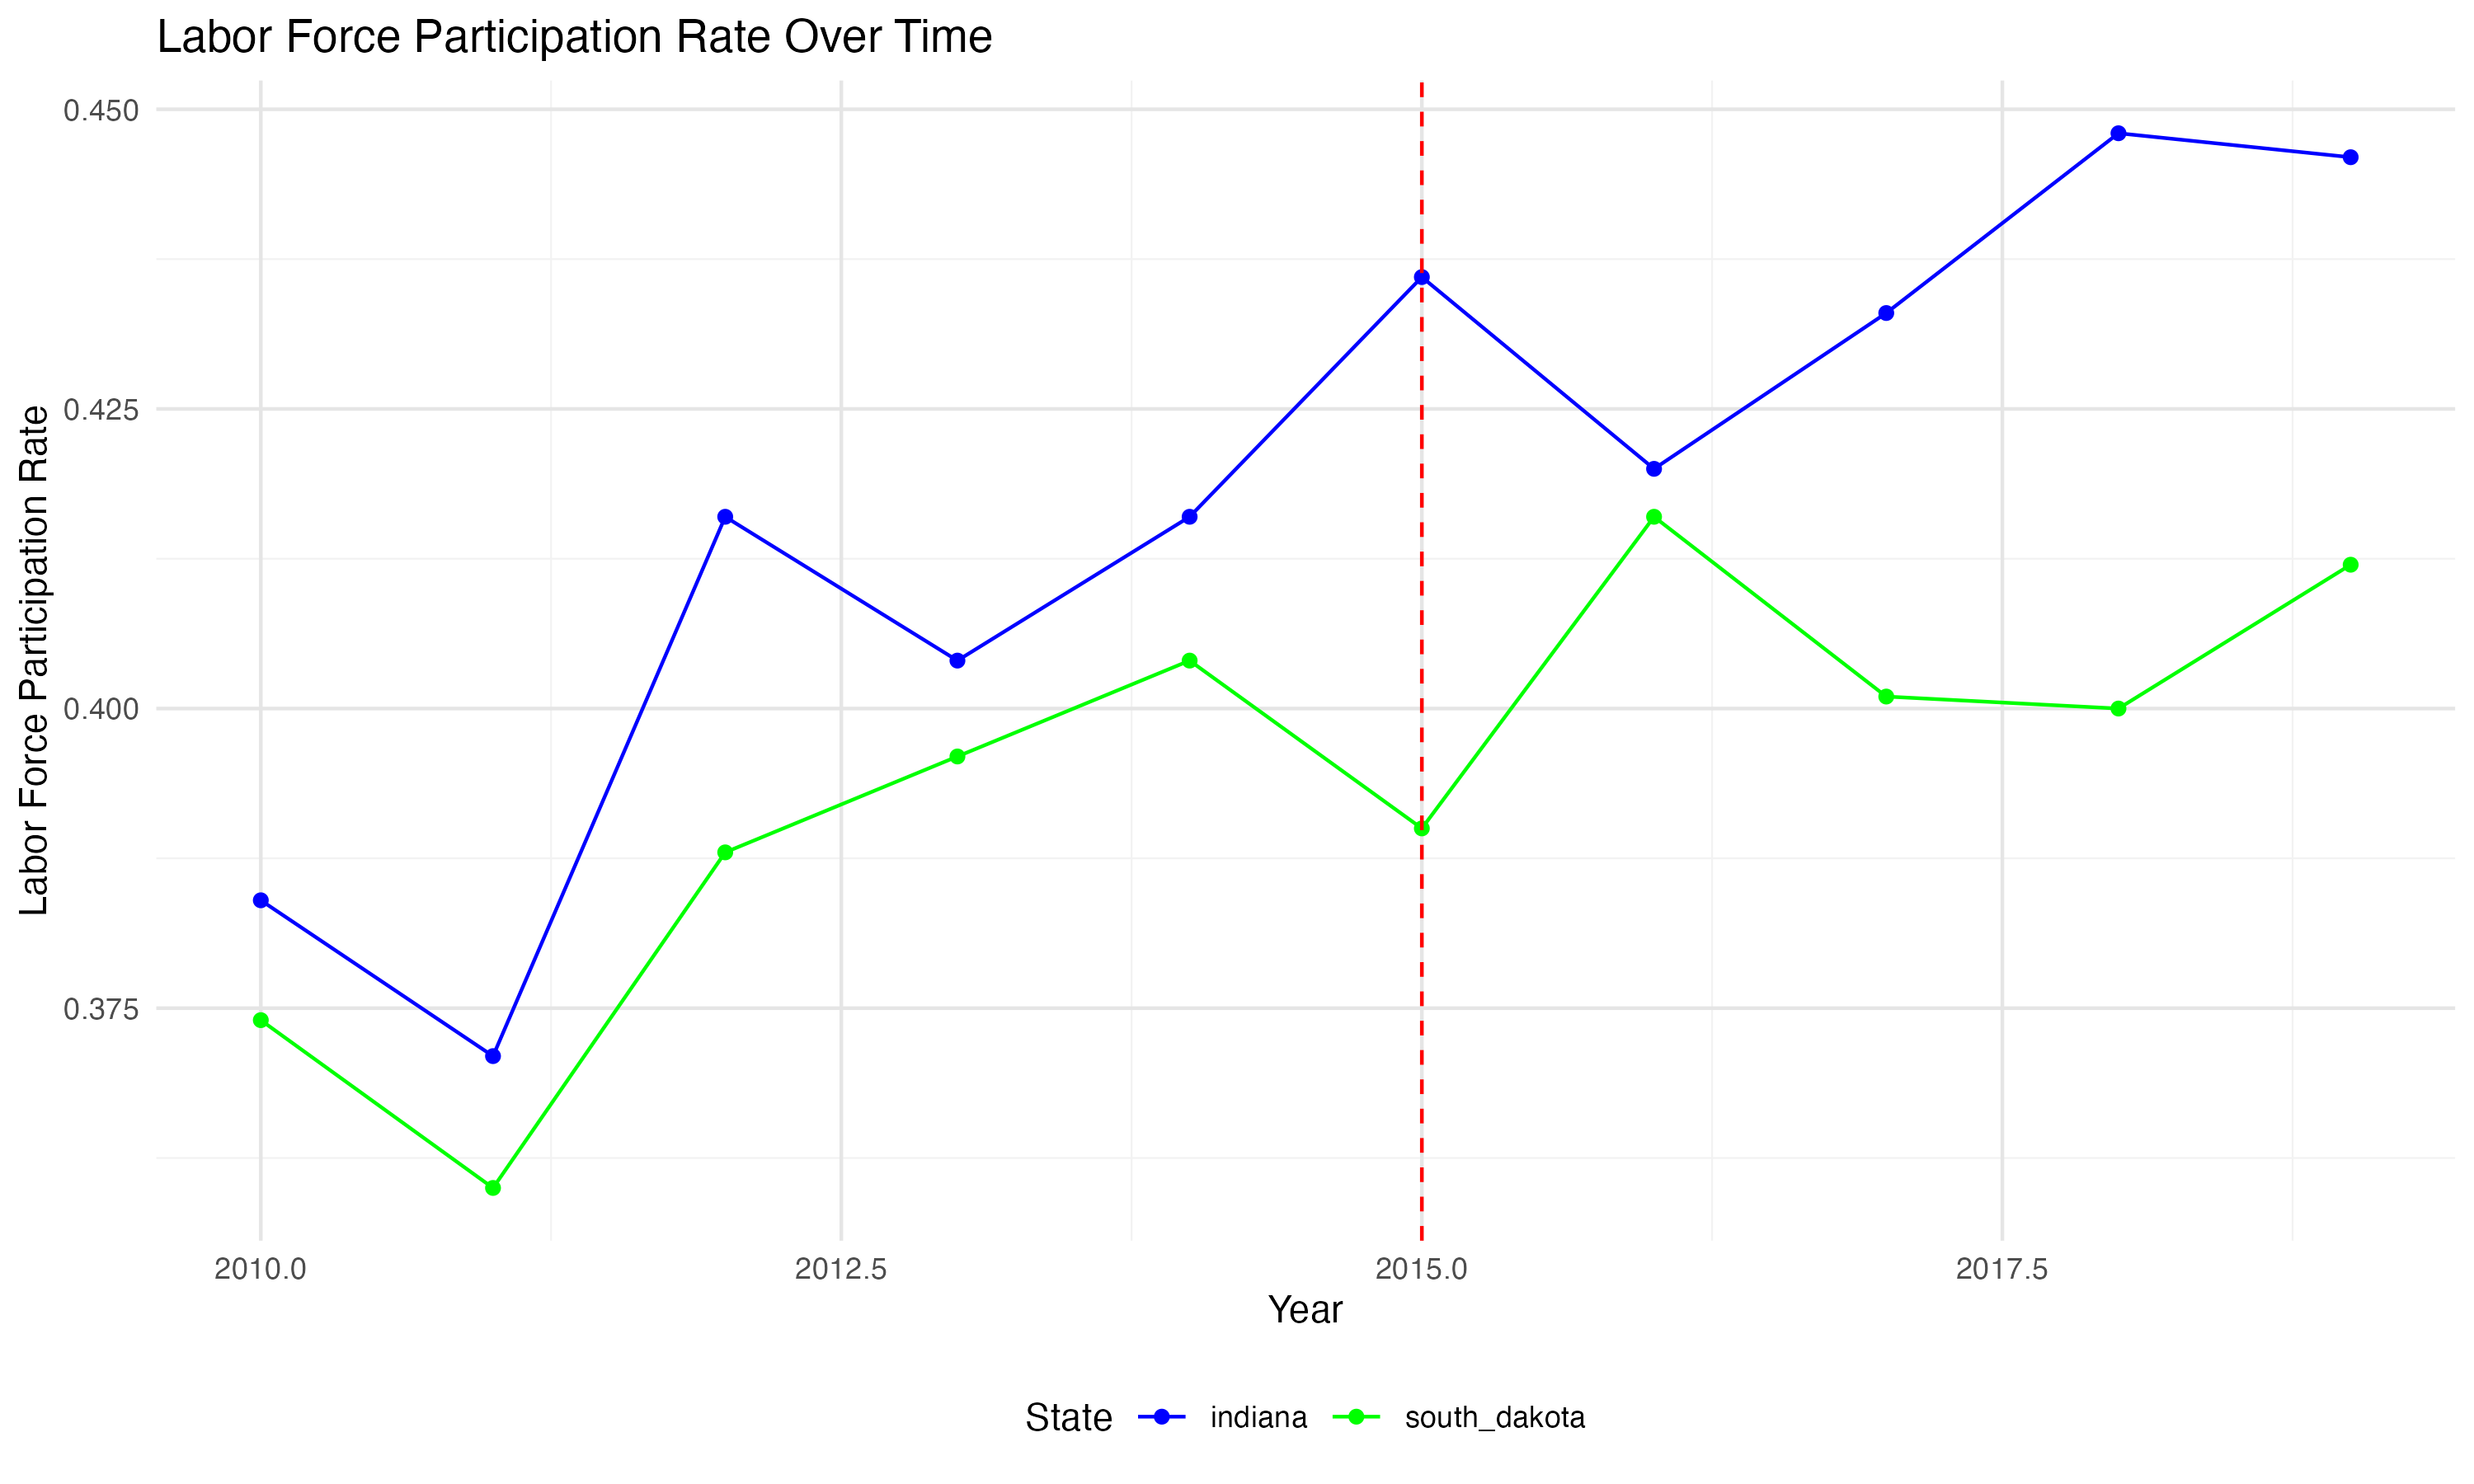 Labor Force Participation Rate Over Time
Labor Force Participation Rate
0.450
0.425
0.400
0.375
2010.0 2012.5 2015.0 2017.5
Year
State indiana south_dakota